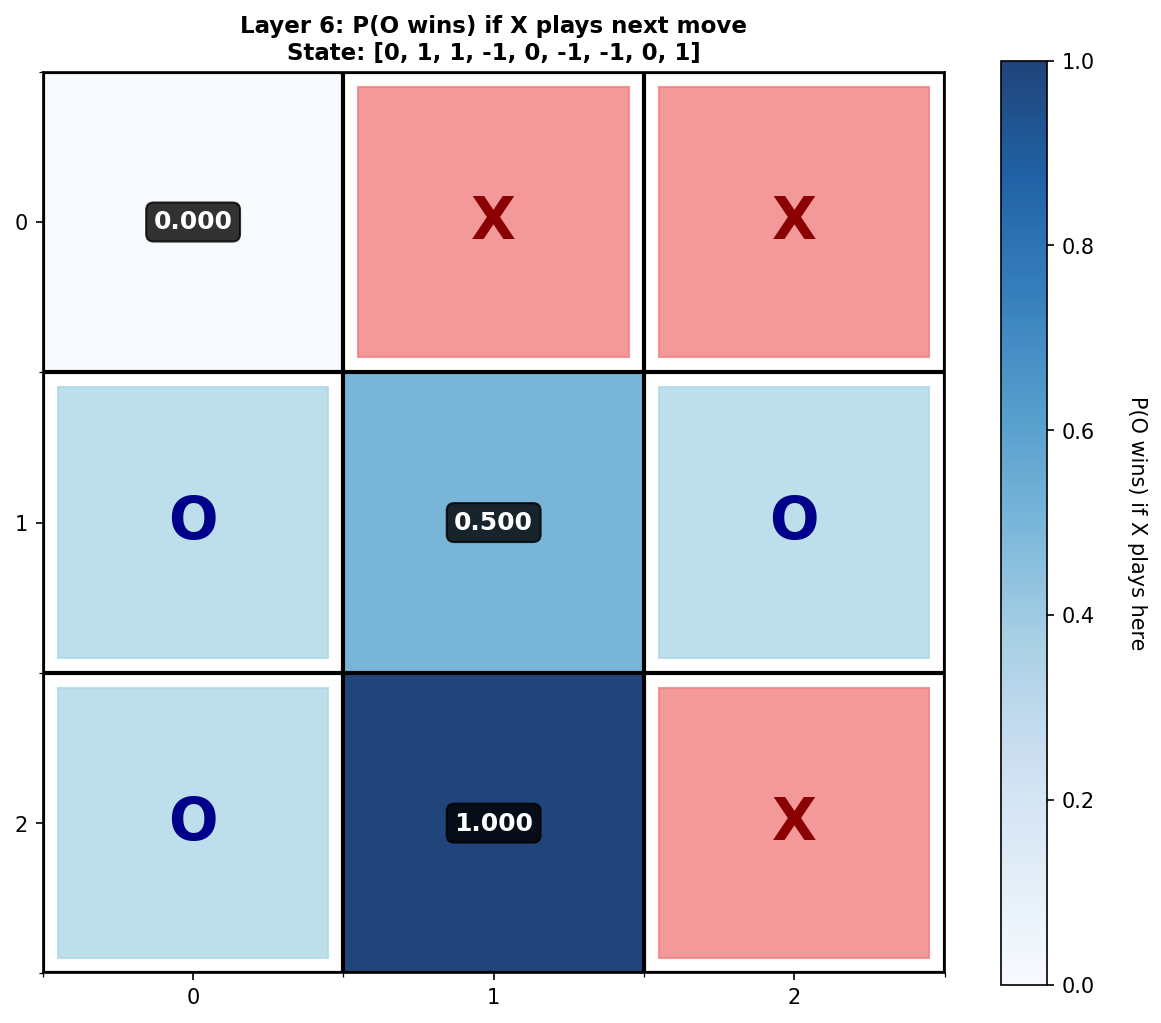 Layer 6: P(O wins) if X plays next move
State: [0, 1, 1, -1, 0, -1, -1, 0, 1]
0
0.000
X
X
1
O
0.500
O
2
O
1.000
X
0
1
2
1.0
0.8
0.6
0.4
0.2
0.0
P(O wins) if X plays here